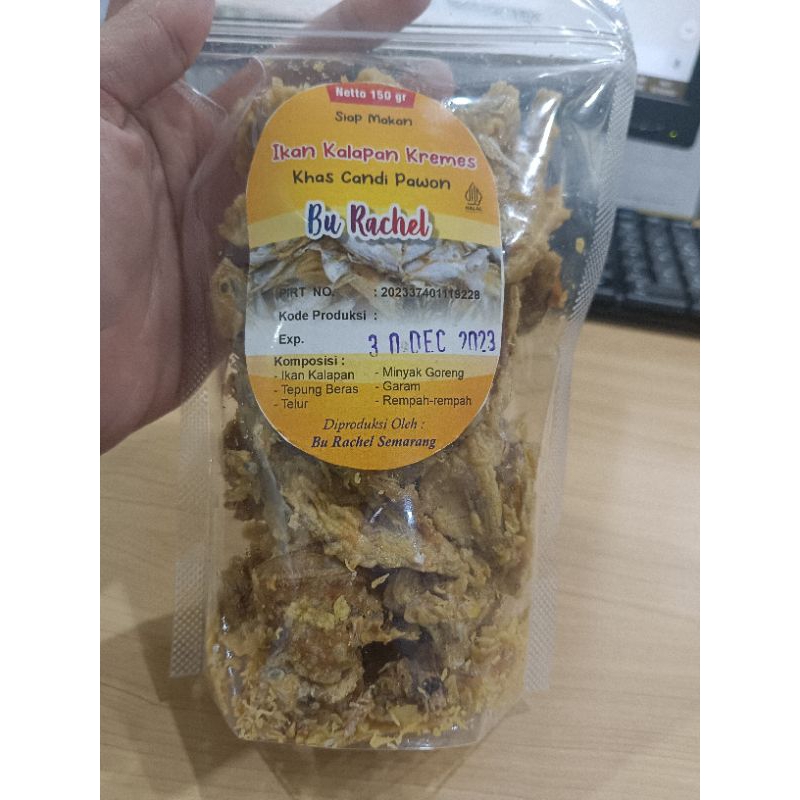 Netto 150 gr
Siap Makan
Ikan Kalapan Kremes
Khas Candi Pawon
Bu Rachel
PIRT NO. : 202337401119228
Kode Produksi :
Exp. 30 DEC 2023
Komposisi :
- Ikan Kalapan - Minyak Goreng
- Tepung Beras - Garam
- Telur - Rempah-rempah
Diproduksi Oleh :
Bu Rachel Semarang